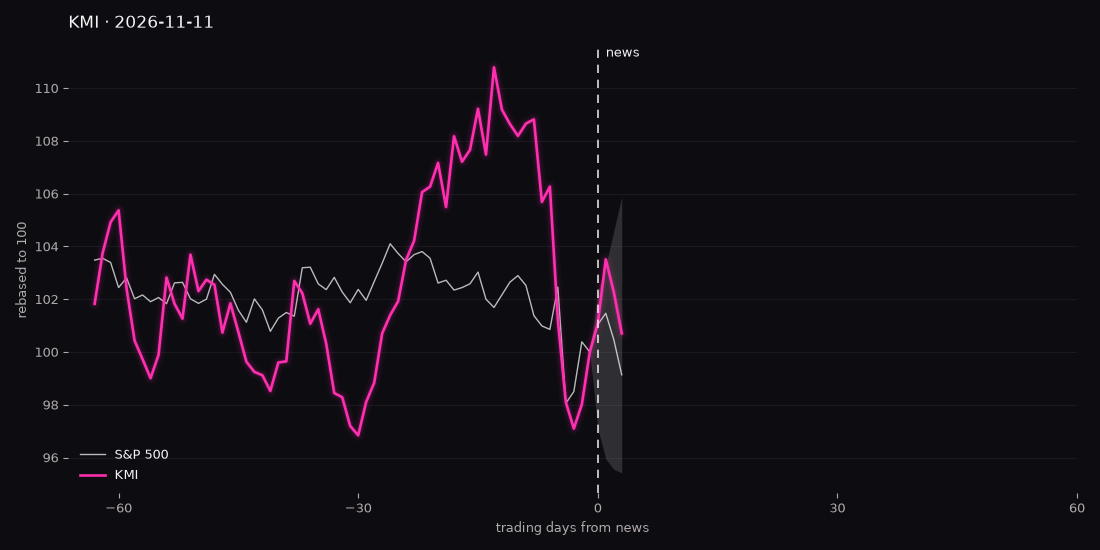 KMI · 2026-11-11
news
110
108
106
104
102
100
98
96
rebased to 100
S&P 500
KMI
−60
−30
0
30
60
trading days from news